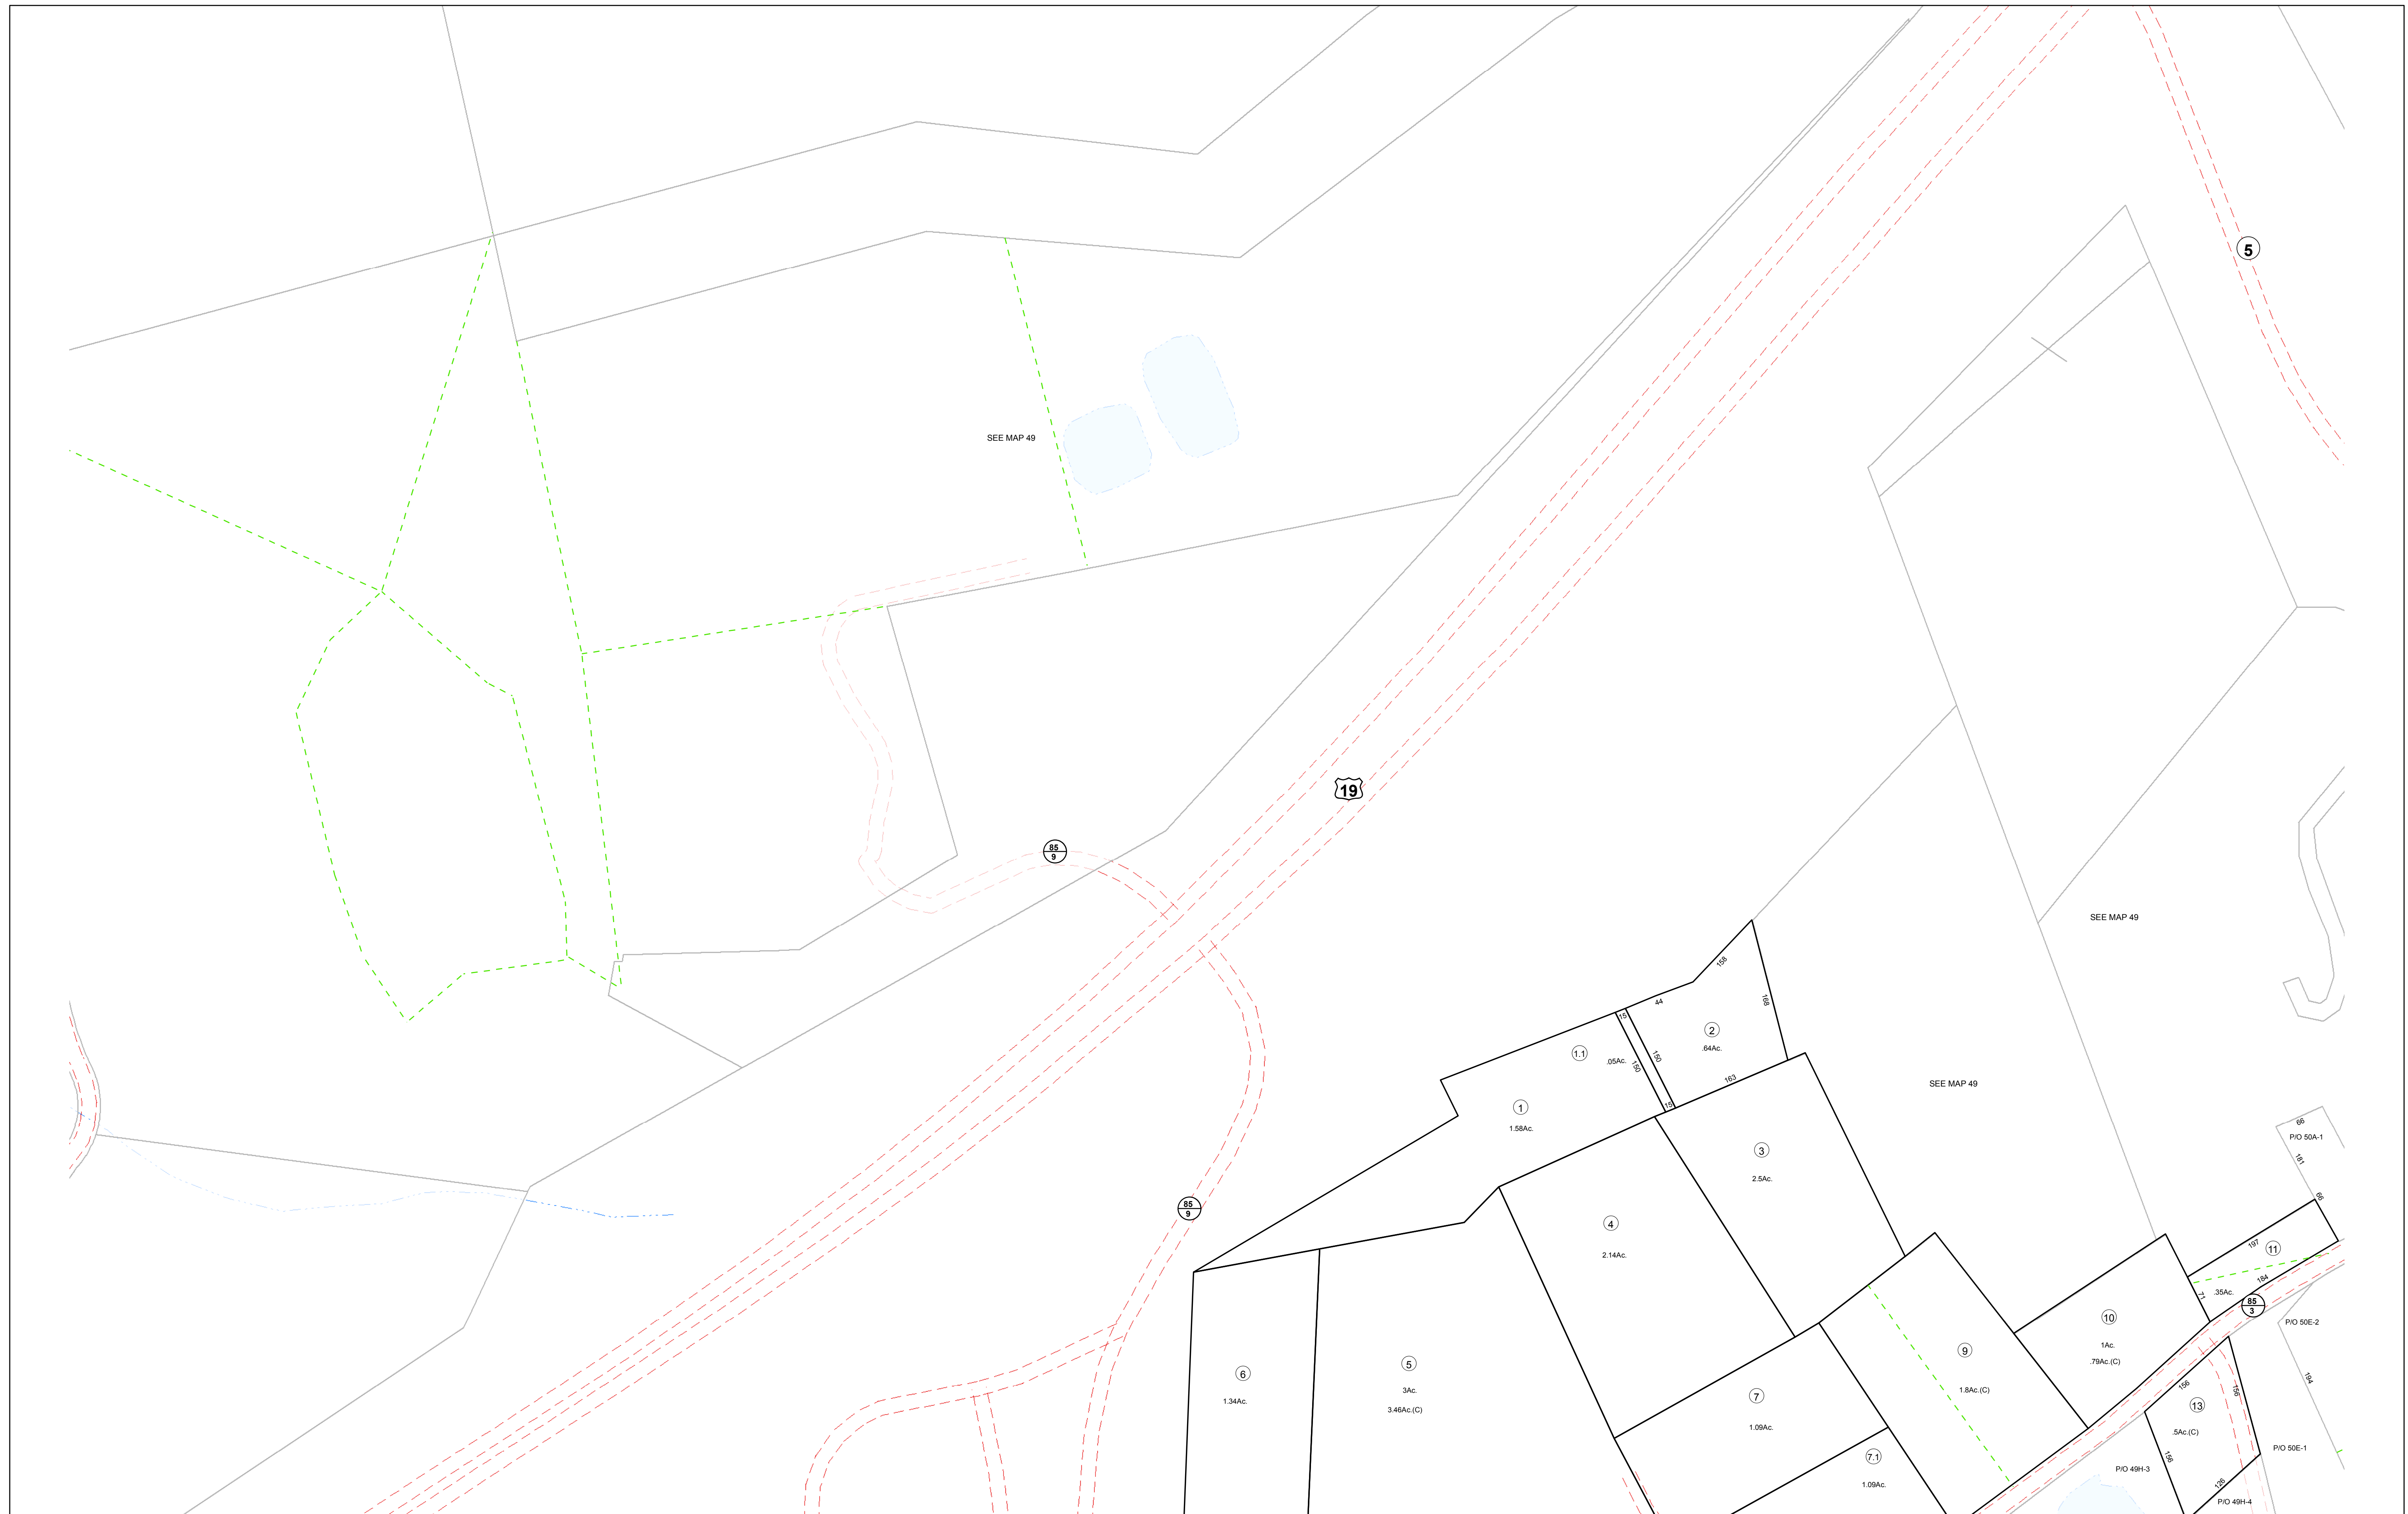 5
SEE MAP 49
19
85
9
SEE MAP 49
158
44
168
15
2
.64Ac.
1.1
.05Ac.
150
150
163
15
SEE MAP 49
1
1.58Ac.
66
P/O 50A-1
181
66
3
2.5Ac.
85
9
4
2.14Ac.
197
11
184
.35Ac.
71
85
3
10
1Ac.
.79Ac.(C)
P/O 50E-2
9
1.8Ac.(C)
6
1.34Ac.
5
3Ac.
3.46Ac.(C)
194
156
156
7
1.09Ac.
13
.5Ac.(C)
P/O 50E-1
7.1
1.09Ac.
156
P/O 49H-3
126
P/O 49H-4